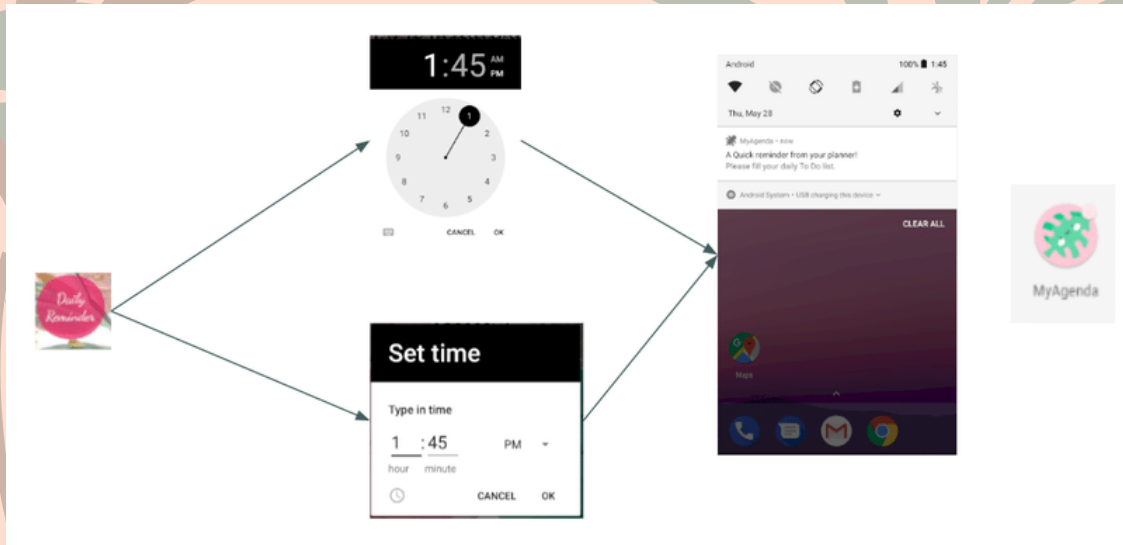 Daily
Reminder
1:45 AM
PM
12
11
1
10
2
9
3
8
4
7
5
6
CANCEL OK
Set time
Type in time
1 : 45 PM
hour minute
CANCEL OK
Android 100% 1:45
Thu, May 28
MyAgenda • now
A Quick reminder from your planner!
Please fill your daily To Do list.
Android System • USB charging this device
CLEAR ALL
Maps
MyAgenda